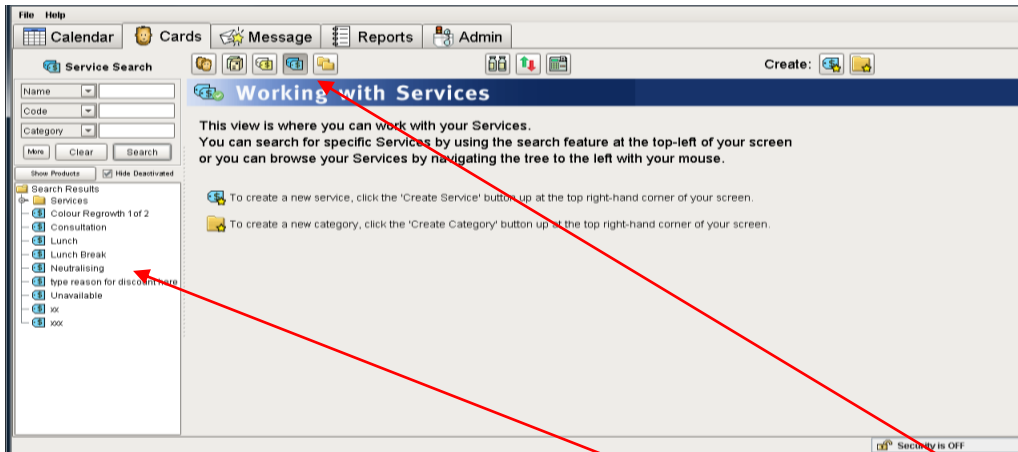 File Help
Calendar Cards Message Reports Admin
Service Search Create:
Name
Code
Category
More Clear Search
Show Products Hide Deactivated
Search Results
Services
Colour Regrowth 1of 2
Consultation
Lunch
Lunch Break
Neutralising
type reason for discount here
Unavailable
xx
xxx
Working with Services
This view is where you can work with your Services.
You can search for specific Services by using the search feature at the top-left of your screen
or you can browse your Services by navigating the tree to the left with your mouse.
To create a new service, click the 'Create Service' button up at the top right-hand corner of your screen.
To create a new category, click the 'Create Category' button up at the top right-hand corner of your screen.
Security is OFF